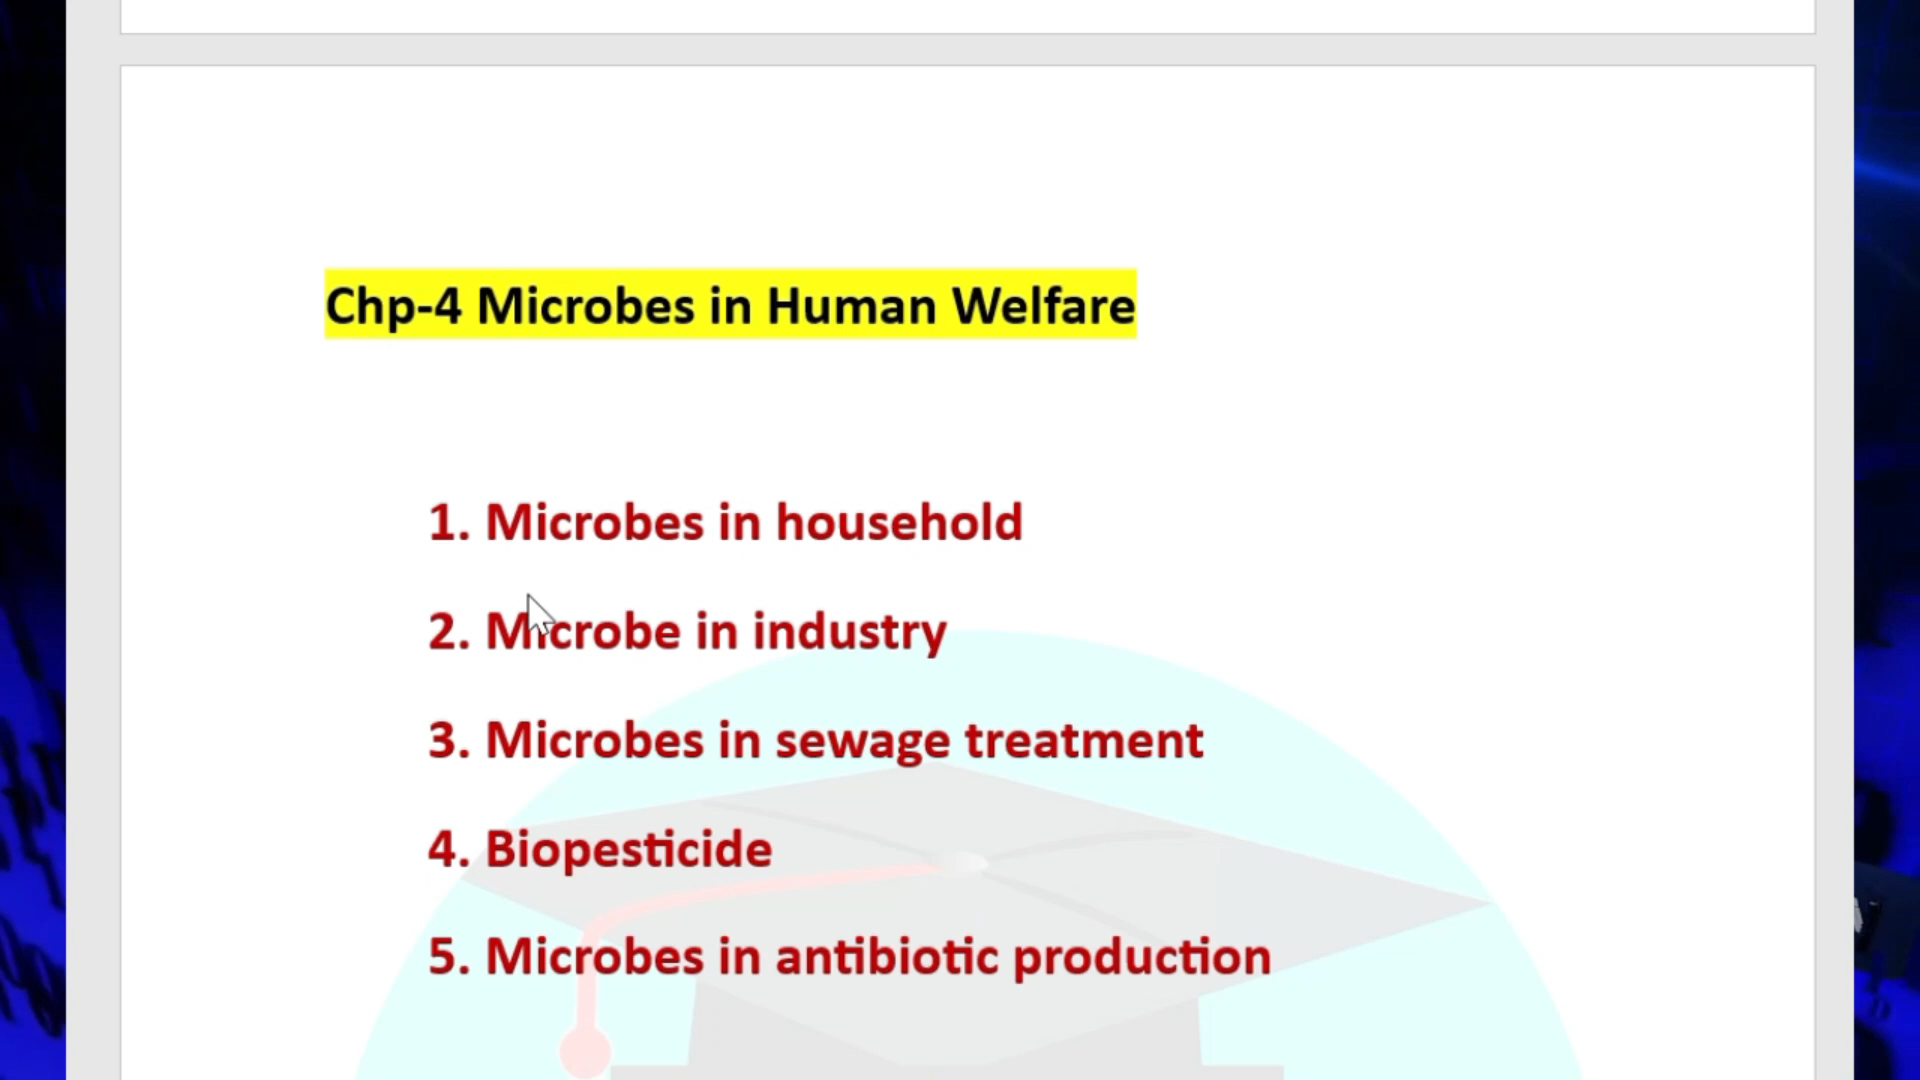 Chp-4 Microbes in Human Welfare
1. Microbes in household
2. Microbe in industry
3. Microbes in sewage treatment
4. Biopesticide
5. Microbes in antibiotic production